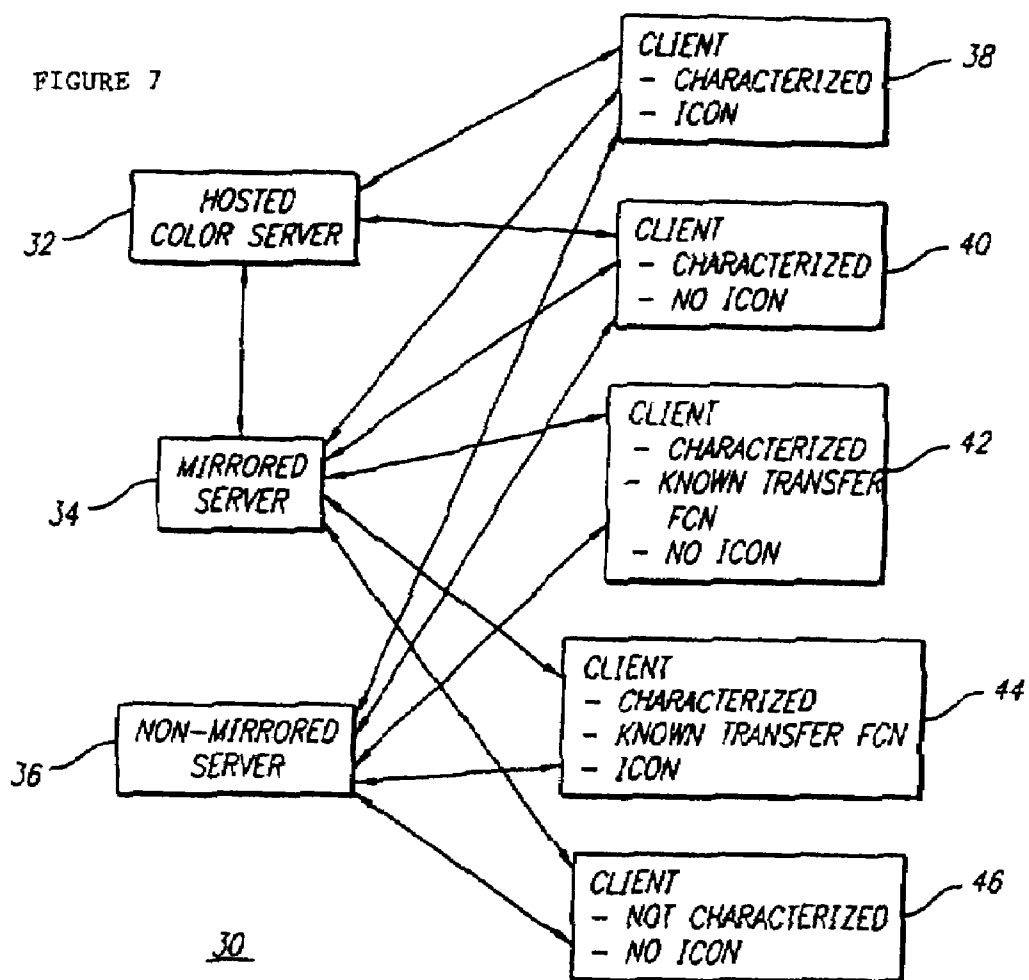 FIGURE 7
CLIENT
- CHARACTERIZED
- ICON
38
HOSTED
COLOR SERVER
32
CLIENT
- CHARACTERIZED
- NO ICON
40
CLIENT
- CHARACTERIZED
- KNOWN TRANSFER
FCN
- NO ICON
42
MIRRORED
SERVER
34
CLIENT
- CHARACTERIZED
- KNOWN TRANSFER FCN
- ICON
44
NON-MIRRORED
SERVER
36
CLIENT
- NOT CHARACTERIZED
- NO ICON
46
30